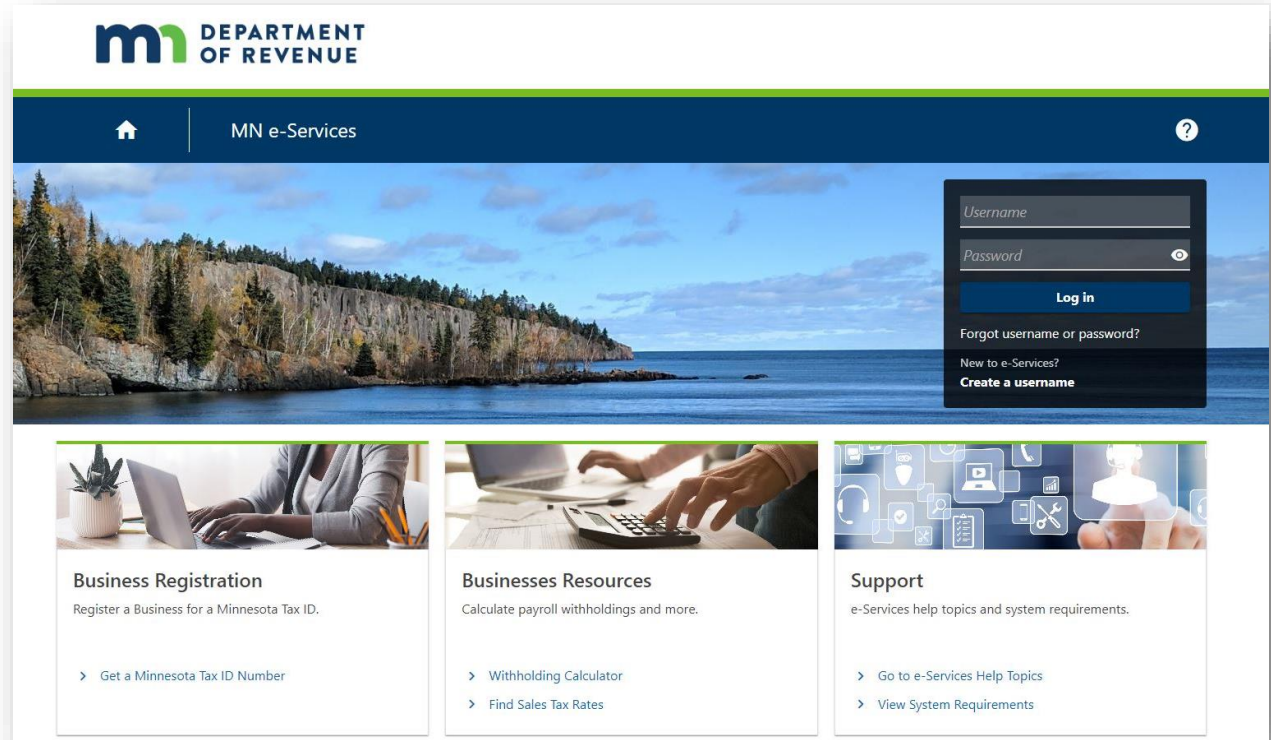 mn DEPARTMENT
OF REVENUE
MN e-Services
?
Username
Password
Log in
Forgot username or password?
New to e-Services?
Create a username
Business Registration
Register a Business for a Minnesota Tax ID.
> Get a Minnesota Tax ID Number
Businesses Resources
Calculate payroll withholdings and more.
> Withholding Calculator
> Find Sales Tax Rates
Support
e-Services help topics and system requirements.
> Go to e-Services Help Topics
> View System Requirements